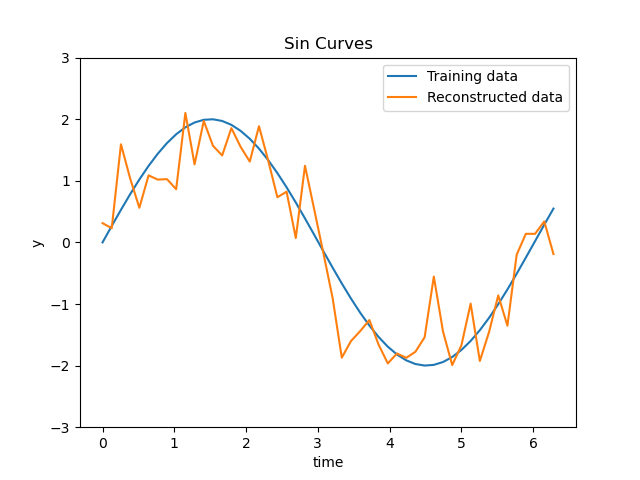 Sin Curves
Training data
Reconstructed data
y
3
2
1
0
−1
−2
−3
0 1 2 3 4 5 6
time